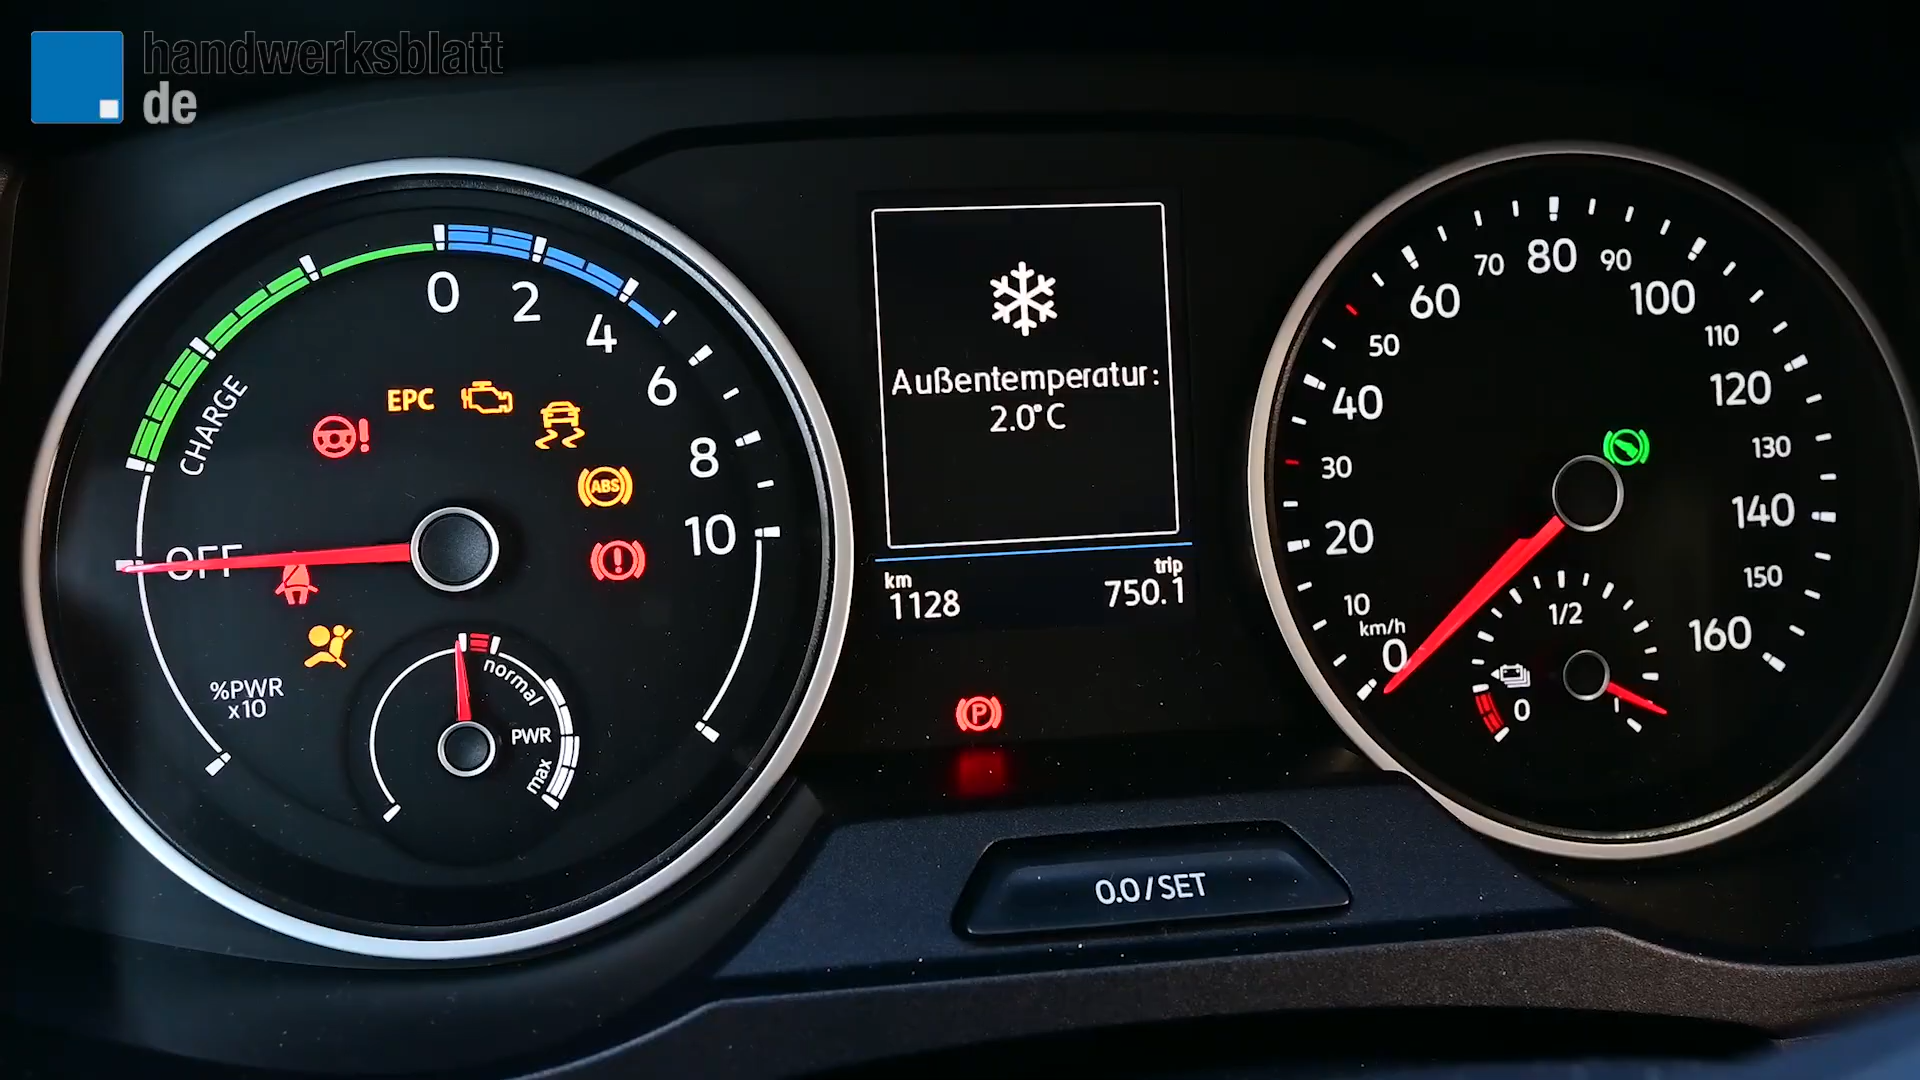 handwerksblatt
de
0
2
4
6
8
10
CHARGE
EPC
ABS
OFF
%PWR
x10
normal
PWR
max
Außentemperatur:
2.0°C
km
1128
trip
750.1
P
0.0/SET
0
km/h
10
20
30
40
50
60
70
80
90
100
110
120
130
140
150
160
1/2
0
1